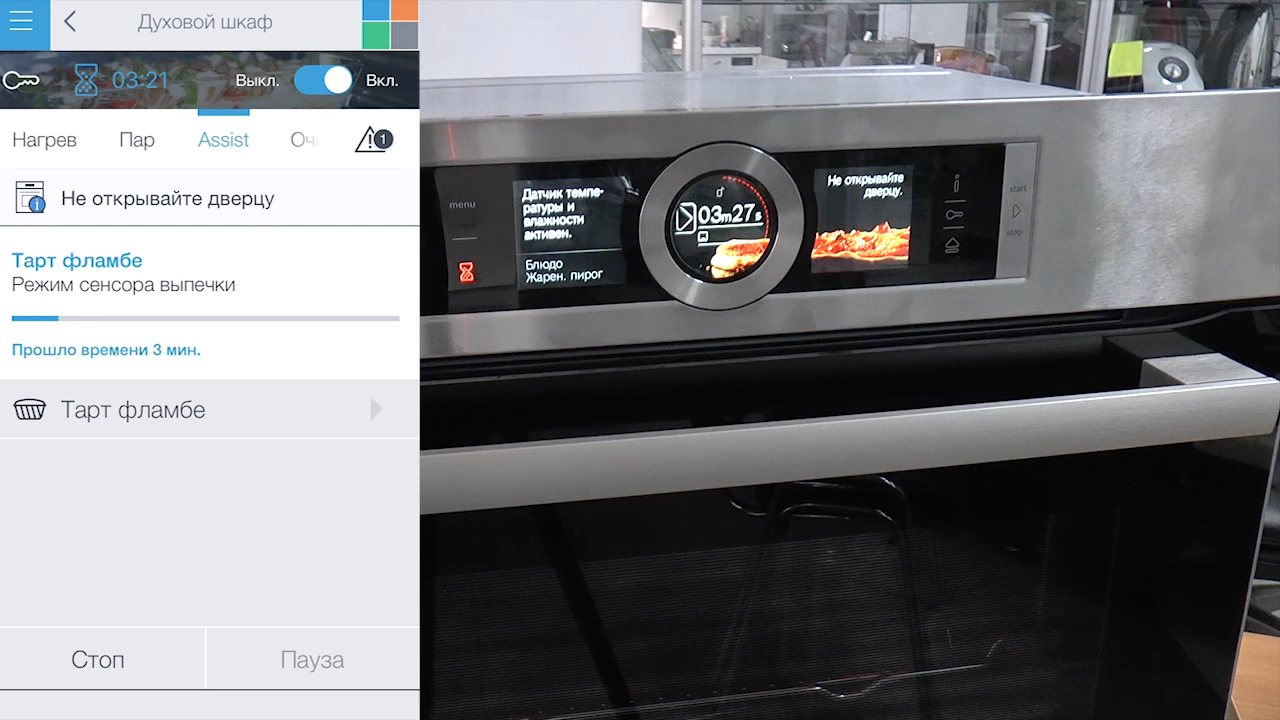 Духовой шкаф
03:21
Выкл.
Вкл.
Нагрев
Пар
Assist
Очи
1
Не открывайте дверцу
Тарт фламбе
Режим сенсора выпечки
Прошло времени 3 мин.
Тарт фламбе
Стоп
Пауза
menu
Датчик темпе-
ратуры и
влажности
активен.
Блюдо
Жарен. пирог
03m27s
Не открывайте
дверцу.
i
start
stop